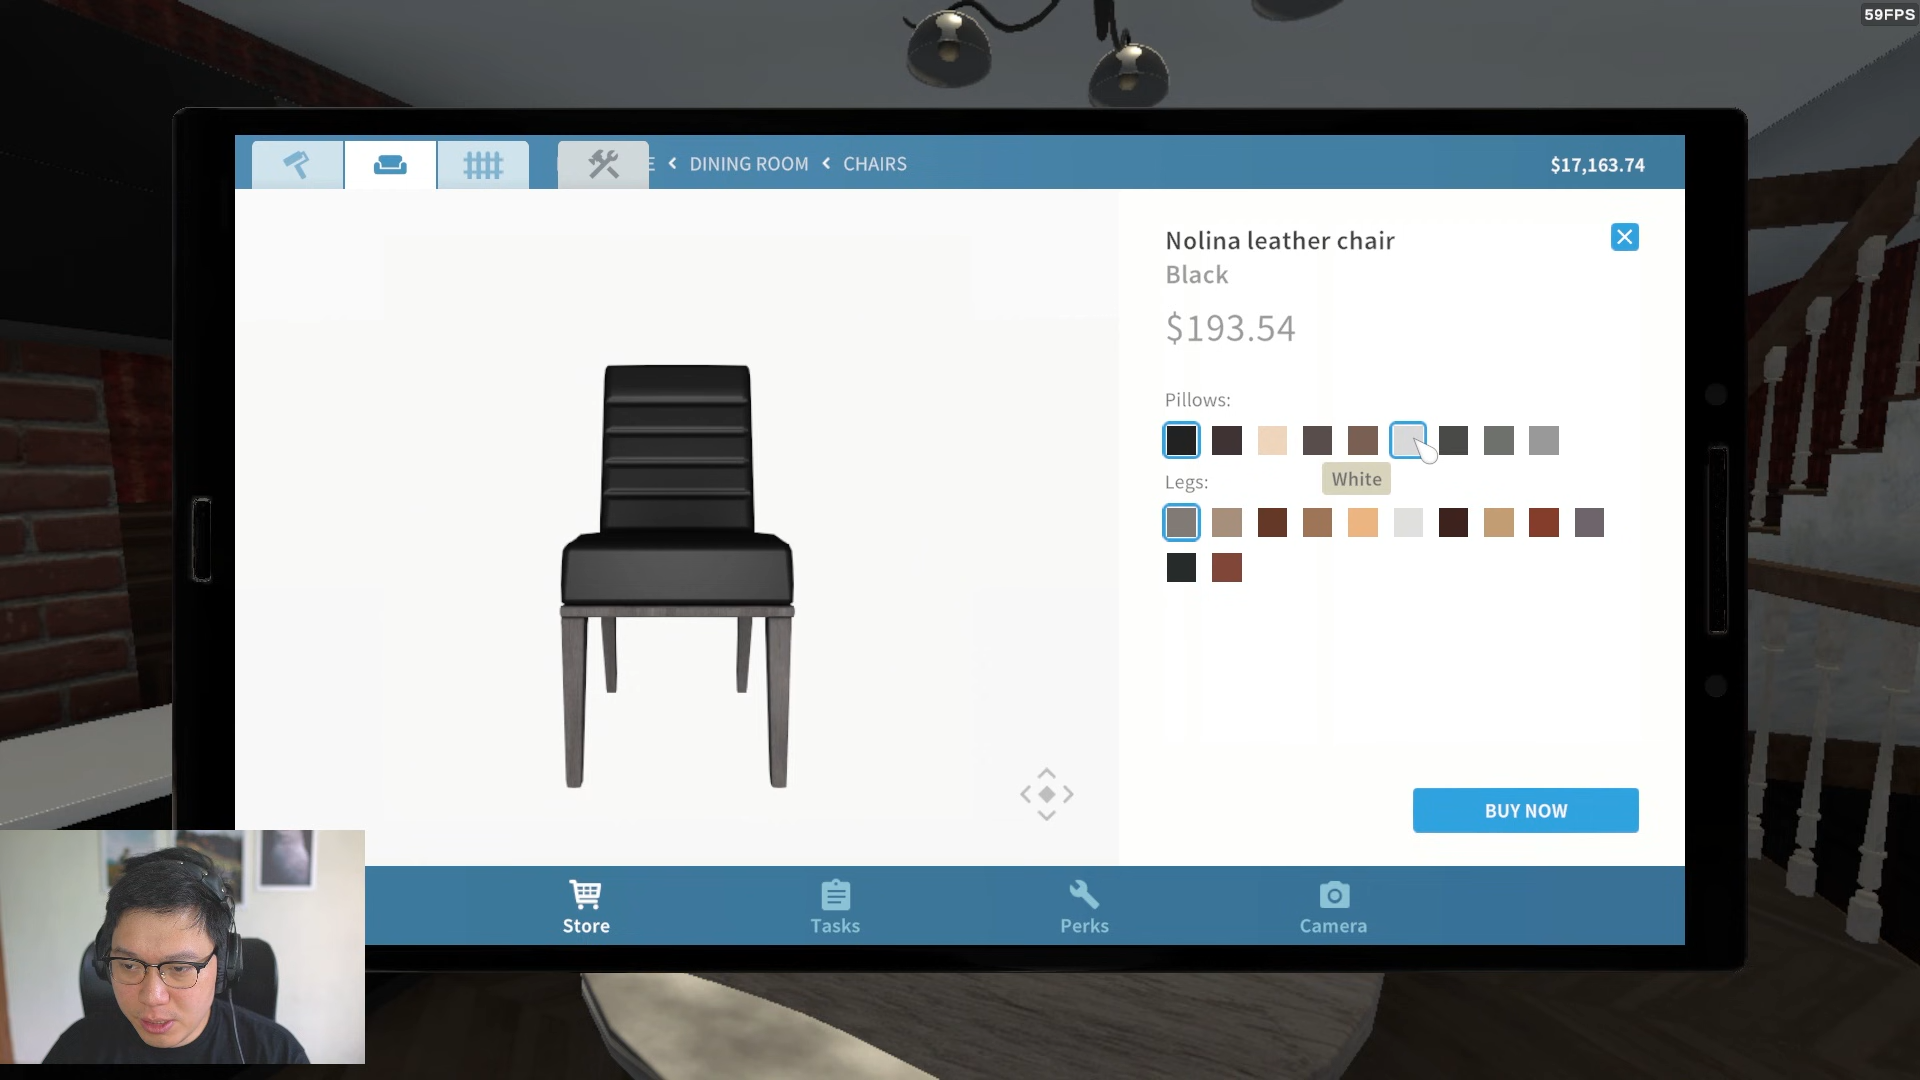 59FPS
E < DINING ROOM < CHAIRS
$17,163.74
Nolina leather chair
Black
$193.54
Pillows:
White
Legs:
BUY NOW
Store
Tasks
Perks
Camera